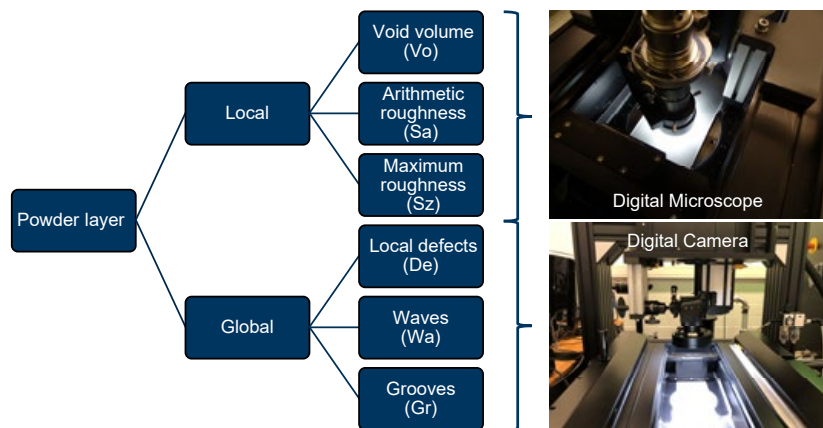 Powder layer
Local
Void volume
(Vo)
Arithmetic
roughness
(Sa)
Maximum
roughness
(Sz)
Global
Local defects
(De)
Waves
(Wa)
Grooves
(Gr)
Digital Microscope
Digital Camera